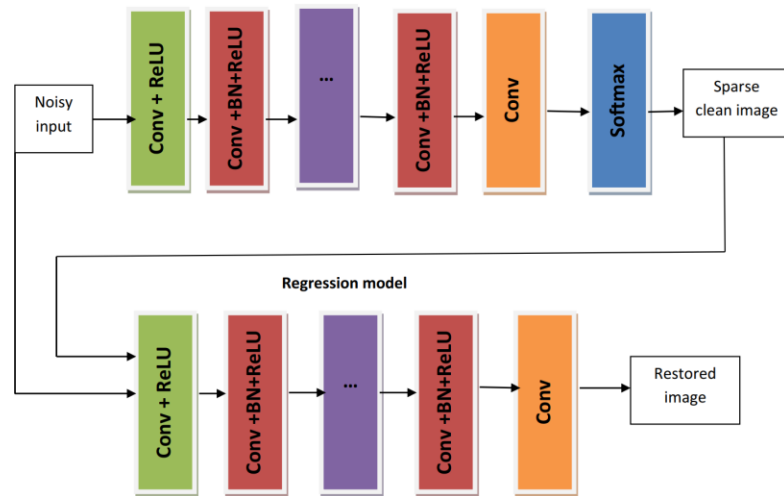 Noisy
input
Conv + ReLU
Conv +BN+ReLU
...
Conv +BN+ReLU
Conv
Softmax
Sparse
clean image
Regression model
Conv + ReLU
Conv +BN+ReLU
...
Conv +BN+ReLU
Conv
Restored
image